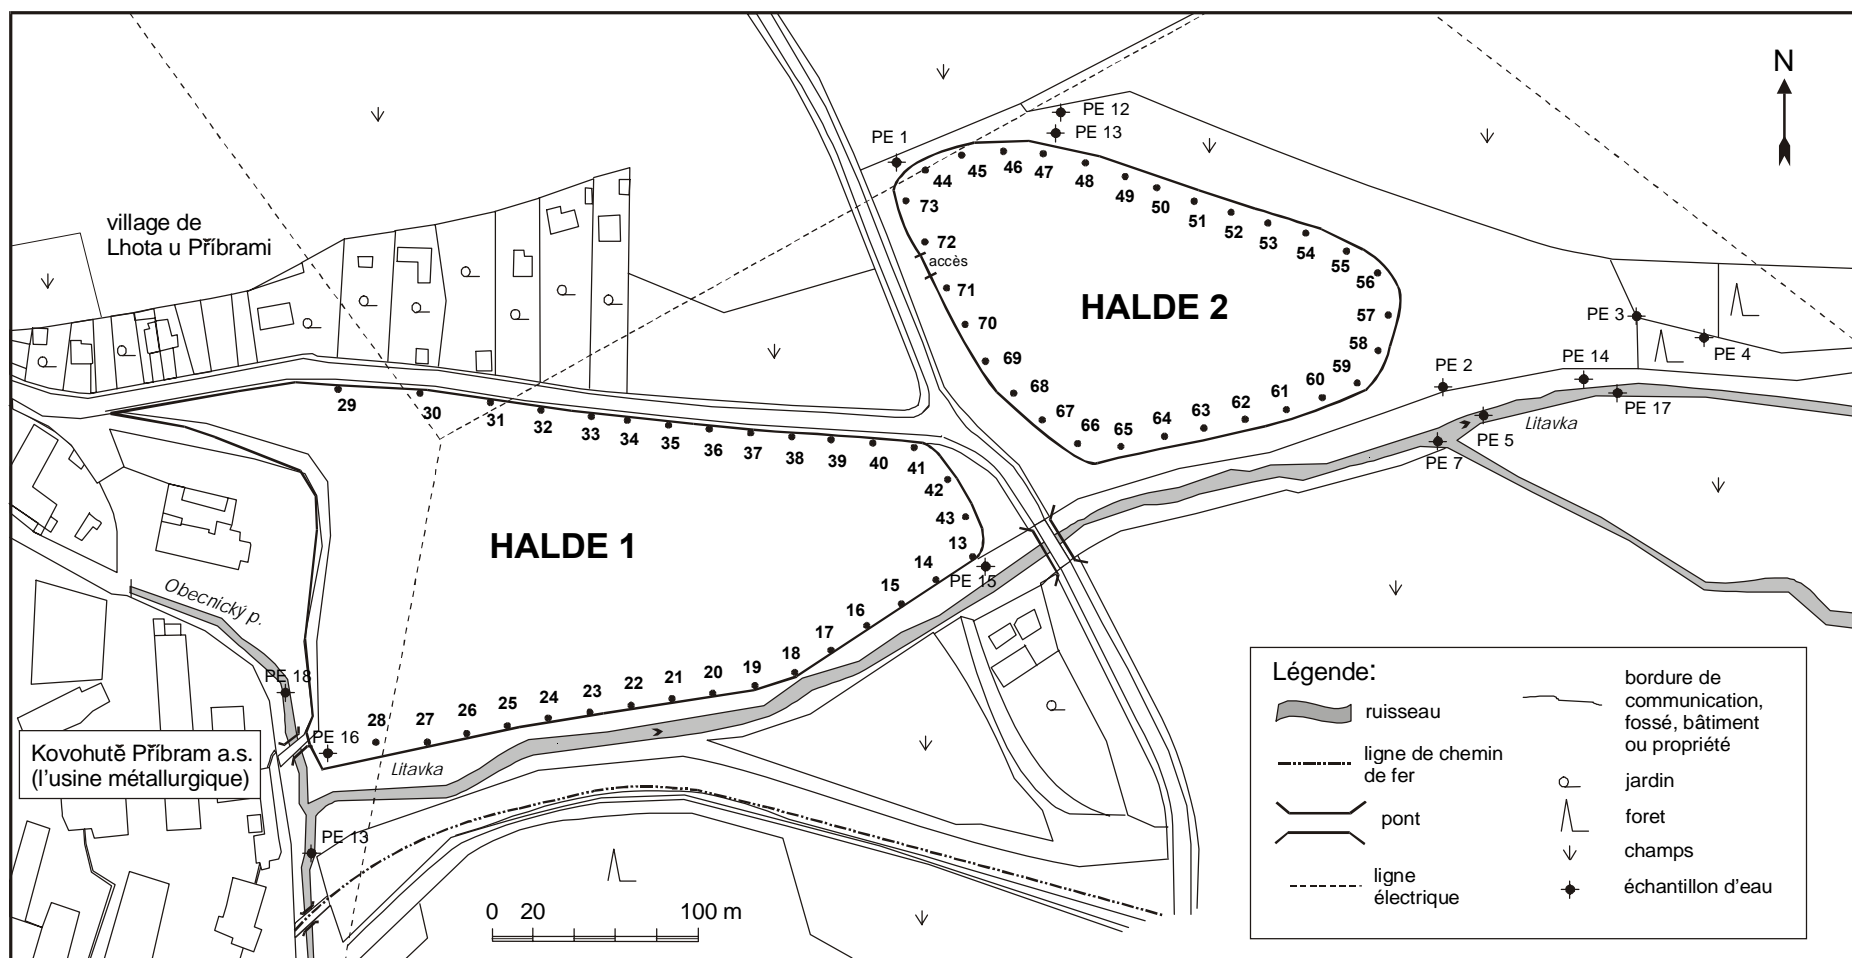 N
PE 12
PE 13
PE 1
44
45
46
47
48
49
50
51
52
53
54
55
56
57
58
59
60
61
62
63
64
65
66
67
68
69
70
71
72
73
accès
HALDE 2
village de
Lhota u Příbrami
PE 3
PE 4
PE 2
PE 14
PE 17
PE 5
PE 7
Litavka
29
30
31
32
33
34
35
36
37
38
39
40
41
42
43
13
14
15
16
17
18
19
20
21
22
23
24
25
26
27
28
HALDE 1
PE 15
Obecnický p.
PE 18
PE 16
Litavka
Kovohutě Příbram a.s.
(l'usine métallurgique)
PE 13
0 20 100 m
Légende:
ruisseau
ligne de chemin
de fer
pont
ligne
électrique
bordure de
communication,
fossé, bâtiment
ou propriété
jardin
foret
champs
échantillon d'eau